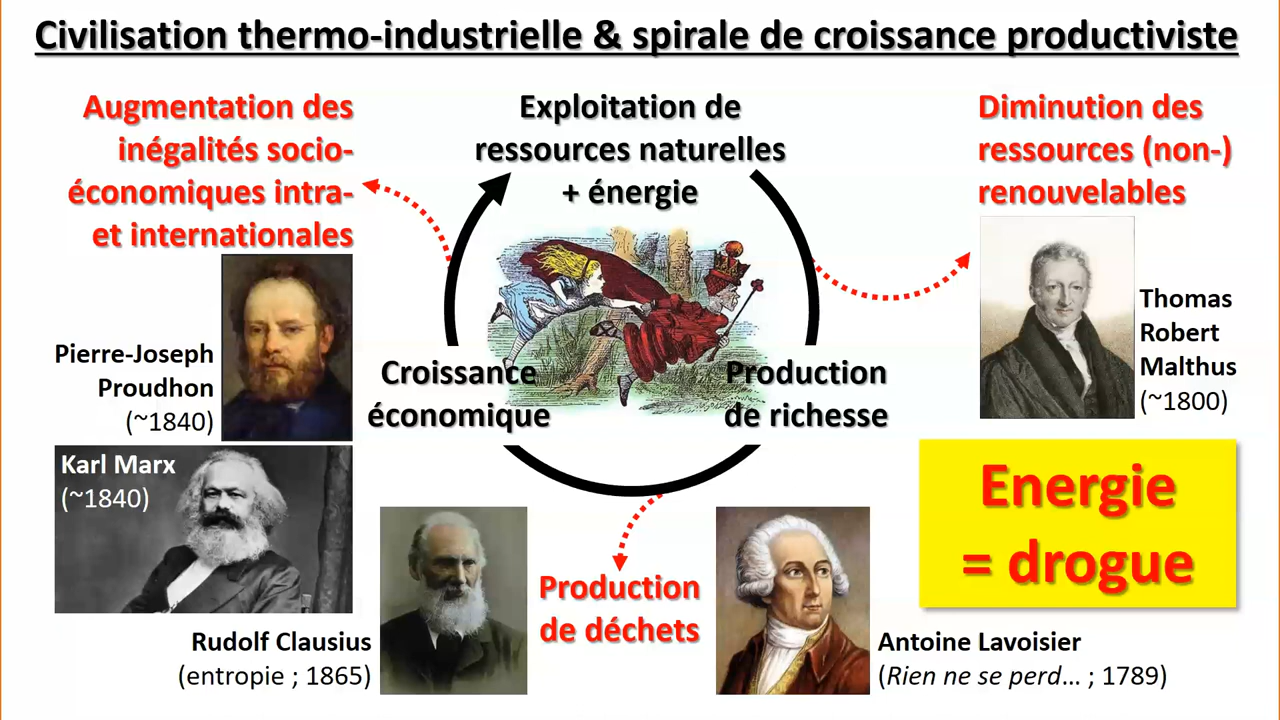 Civilisation thermo-industrielle & spirale de croissance productiviste
Augmentation des
inégalités socio-
économiques intra-
et internationales
Exploitation de
ressources naturelles
+ énergie
Diminution des
ressources (non-)
renouvelables
Pierre-Joseph
Proudhon
(~1840)
Thomas
Robert
Malthus
(~1800)
Croissance
économique
Production
de richesse
Karl Marx
(~1840)
Energie
= drogue
Production
de déchets
Rudolf Clausius
(entropie ; 1865)
Antoine Lavoisier
(Rien ne se perd... ; 1789)